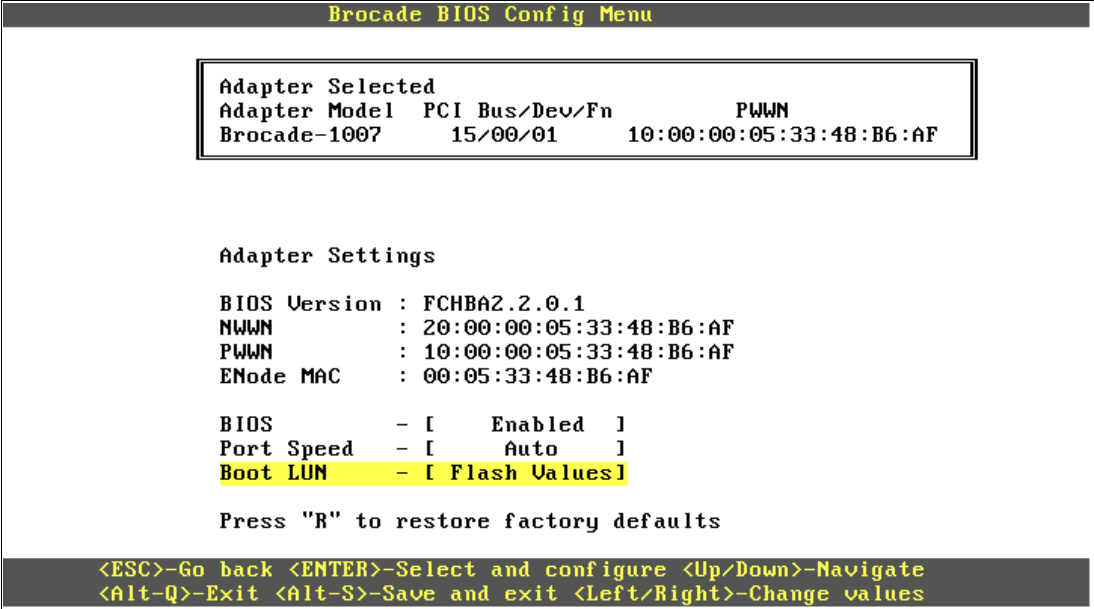 Brocade BIOS Config Menu
Adapter Selected
Adapter Model PCI Bus/Dev/Fn PWWN
Brocade-1007 15/00/01 10:00:00:05:33:48:B6:AF
Adapter Settings
BIOS Version : FCHBA2.2.0.1
NWWN : 20:00:00:05:33:48:B6:AF
PWWN : 10:00:00:05:33:48:B6:AF
ENode MAC : 00:05:33:48:B6:AF
BIOS - [ Enabled ]
Port Speed - [ Auto ]
Boot LUN - [ Flash Values]
Press "R" to restore factory defaults
<ESC>-Go back <ENTER>-Select and configure <Up/Down>-Navigate
<Alt-Q>-Exit <Alt-S>-Save and exit <Left/Right>-Change values